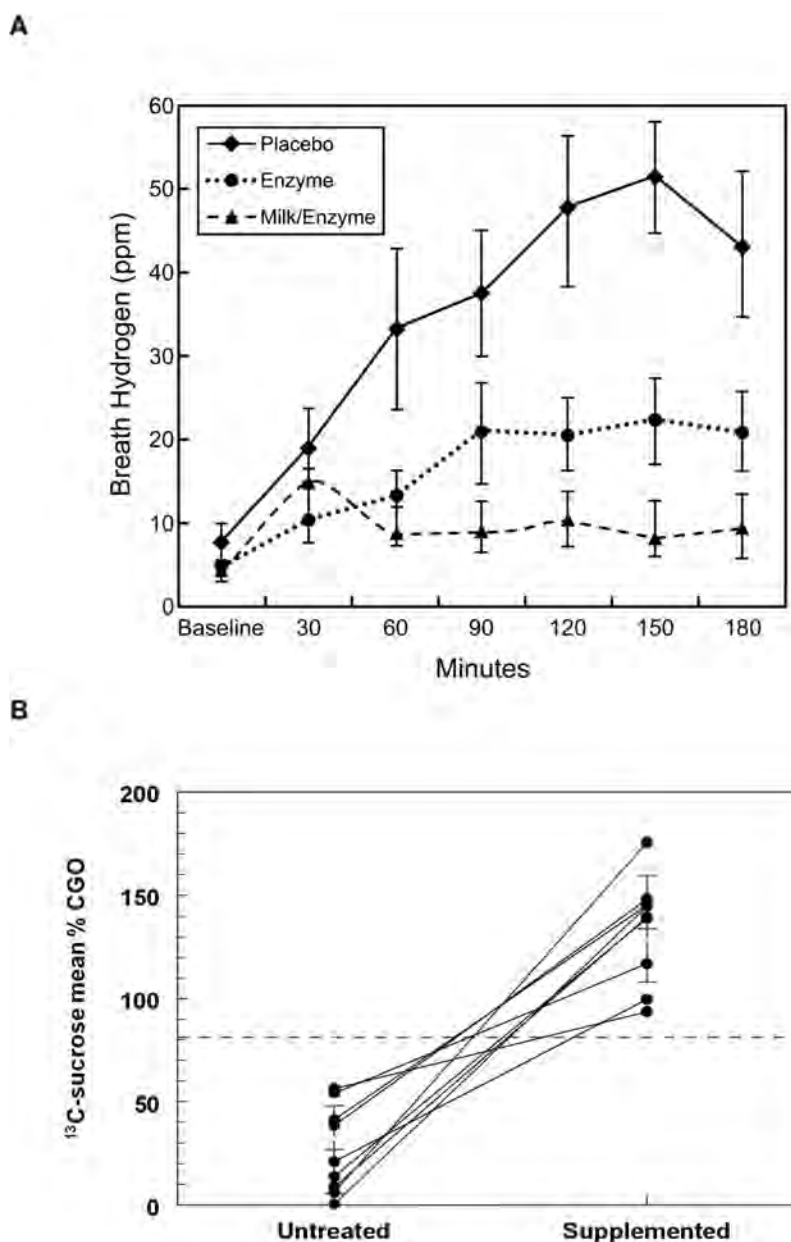 A
Breath Hydrogen (ppm)
60
50
40
30
20
10
0
Placebo
Enzyme
Milk/Enzyme
Baseline 30 60 90 120 150 180
Minutes
B
¹³C-sucrose mean % CGO
200
150
100
50
0
Untreated Supplemented